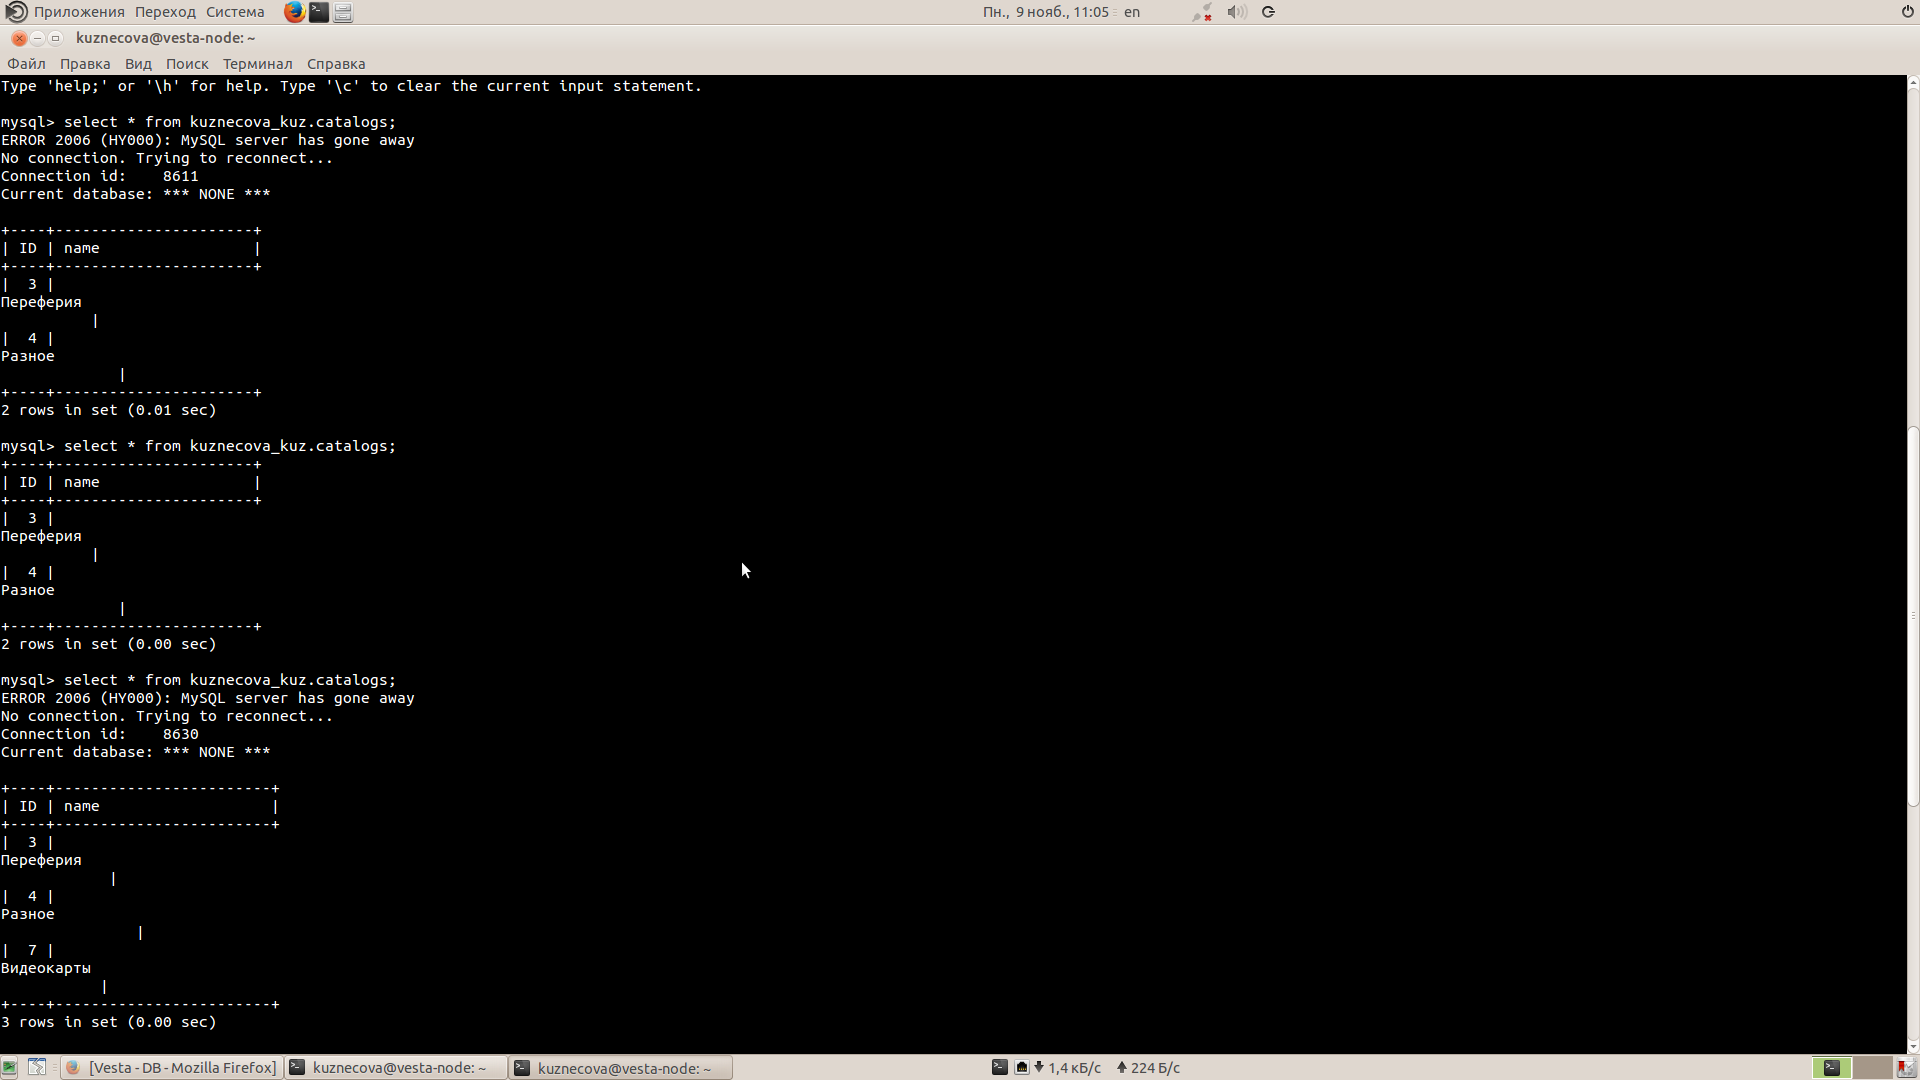 Приложения Переход Система Пн., 9 нояб., 11:05 en
kuznecova@vesta-node: ~
Файл Правка Вид Поиск Терминал Справка
Type 'help;' or '\h' for help. Type '\c' to clear the current input statement.
mysql> select * from kuznecova_kuz.catalogs;
ERROR 2006 (HY000): MySQL server has gone away
No connection. Trying to reconnect...
Connection id:    8611
Current database: *** NONE ***
+----+----------------------+
| ID | name                 |
+----+----------------------+
|  3 |
Переферия
          |
|  4 |
Разное
             |
+----+----------------------+
2 rows in set (0.01 sec)
mysql> select * from kuznecova_kuz.catalogs;
+----+----------------------+
| ID | name                 |
+----+----------------------+
|  3 |
Переферия
          |
|  4 |
Разное
             |
+----+----------------------+
2 rows in set (0.00 sec)
mysql> select * from kuznecova_kuz.catalogs;
ERROR 2006 (HY000): MySQL server has gone away
No connection. Trying to reconnect...
Connection id:    8630
Current database: *** NONE ***
+----+------------------------+
| ID | name                   |
+----+------------------------+
|  3 |
Переферия
            |
|  4 |
Разное
               |
|  7 |
Видеокарты
           |
+----+------------------------+
3 rows in set (0.00 sec)
[Vesta - DB - Mozilla Firefox] kuznecova@vesta-node: ~ kuznecova@vesta-node: ~ 1,4 кБ/с 224 Б/с